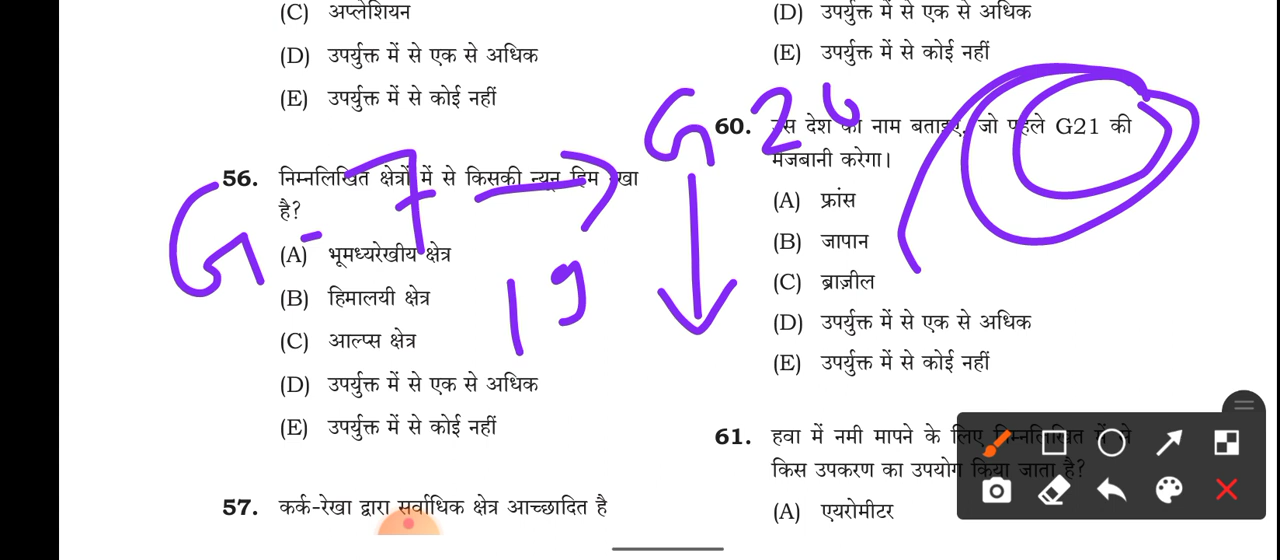 (C) अप्लेशियन
(D) उपर्युक्त में से एक से अधिक
(E) उपर्युक्त में से कोई नहीं
56. निम्नलिखित क्षेत्रों में से किसकी न्यून हिम रेखा
है?
(A) भूमध्यरेखीय क्षेत्र
(B) हिमालयी क्षेत्र
(C) आल्प्स क्षेत्र
(D) उपर्युक्त में से एक से अधिक
(E) उपर्युक्त में से कोई नहीं
57. कर्क-रेखा द्वारा सर्वाधिक क्षेत्र आच्छादित है
G-7 → G20
19
(D) उपर्युक्त में से एक से अधिक
(E) उपर्युक्त में से कोई नहीं
60. उस देश का नाम बताइए, जो पहले G21 की
मेजबानी करेगा।
(A) फ्रांस
(B) जापान
(C) ब्राज़ील
(D) उपर्युक्त में से एक से अधिक
(E) उपर्युक्त में से कोई नहीं
61. हवा में नमी मापने के लिए निम्नलिखित में से
किस उपकरण का उपयोग किया जाता है?
(A) एयरोमीटर